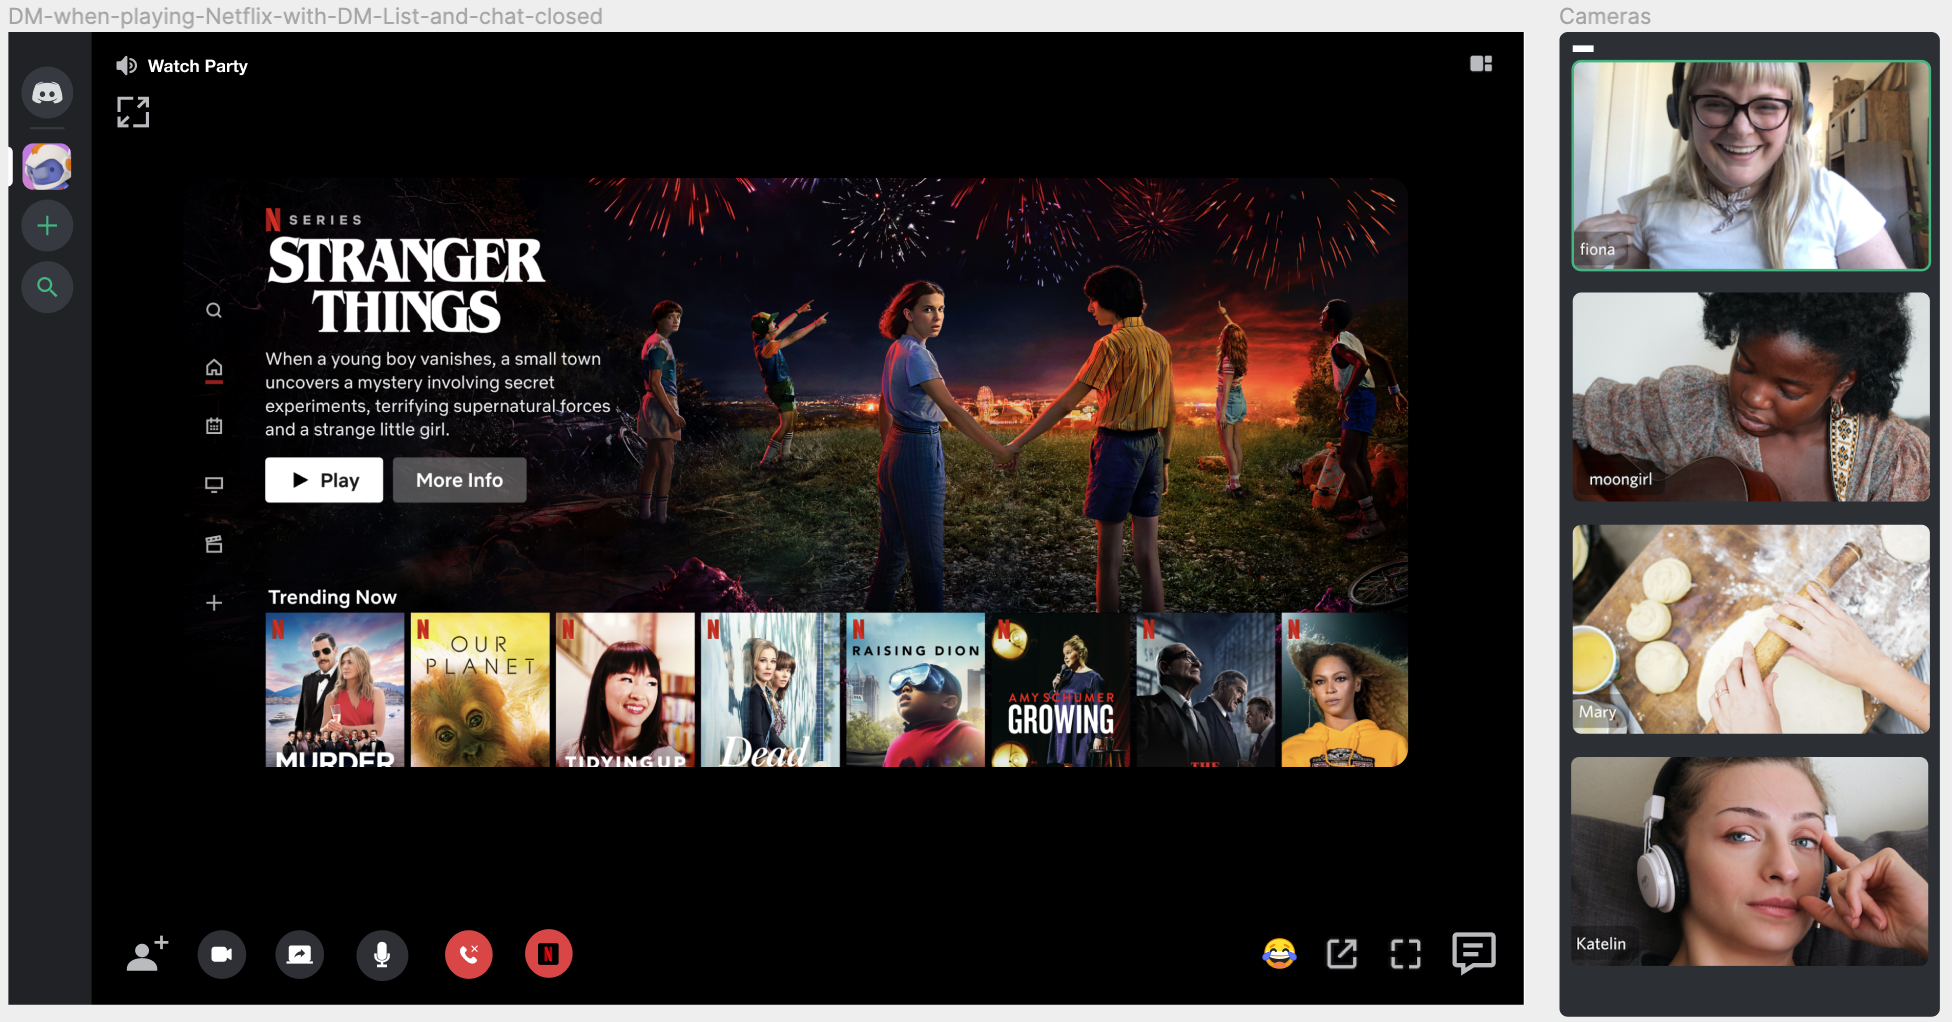 DM-when-playing-Netflix-with-DM-List-and-chat-closed
Watch Party
N SERIES
STRANGER
THINGS
When a young boy vanishes, a small town
uncovers a mystery involving secret
experiments, terrifying supernatural forces
and a strange little girl.
Play
More Info
Trending Now
N
MURDER
N
OUR
PLANET
N
TIDYING UP
N
Dead
N
RAISING DION
N
AMY SCHUMER
GROWING
N
THE
N
N
Cameras
fiona
moongirl
Mary
Katelin